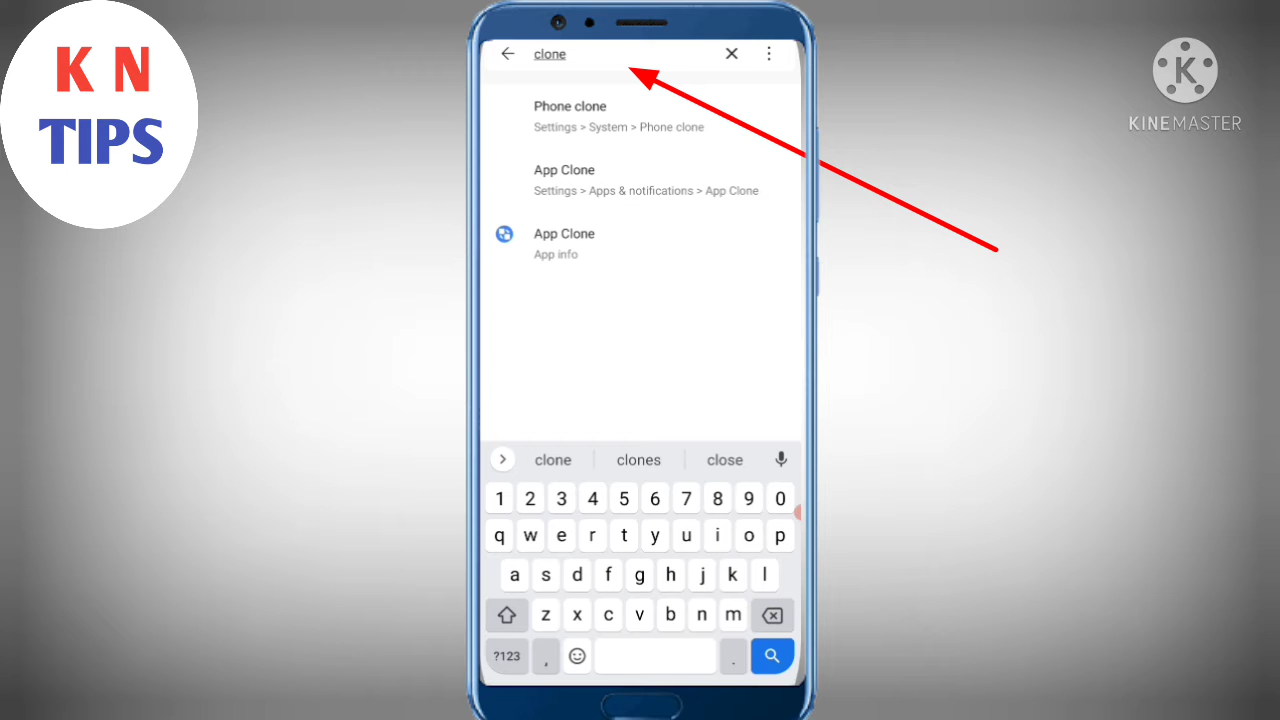 K N
TIPS
K
KINEMASTER
clone
Phone clone
Settings > System > Phone clone
App Clone
Settings > Apps & notifications > App Clone
App Clone
App info
clone clones close
1 2 3 4 5 6 7 8 9 0
q w e r t y u i o p
a s d f g h j k l
z x c v b n m
?123 , .